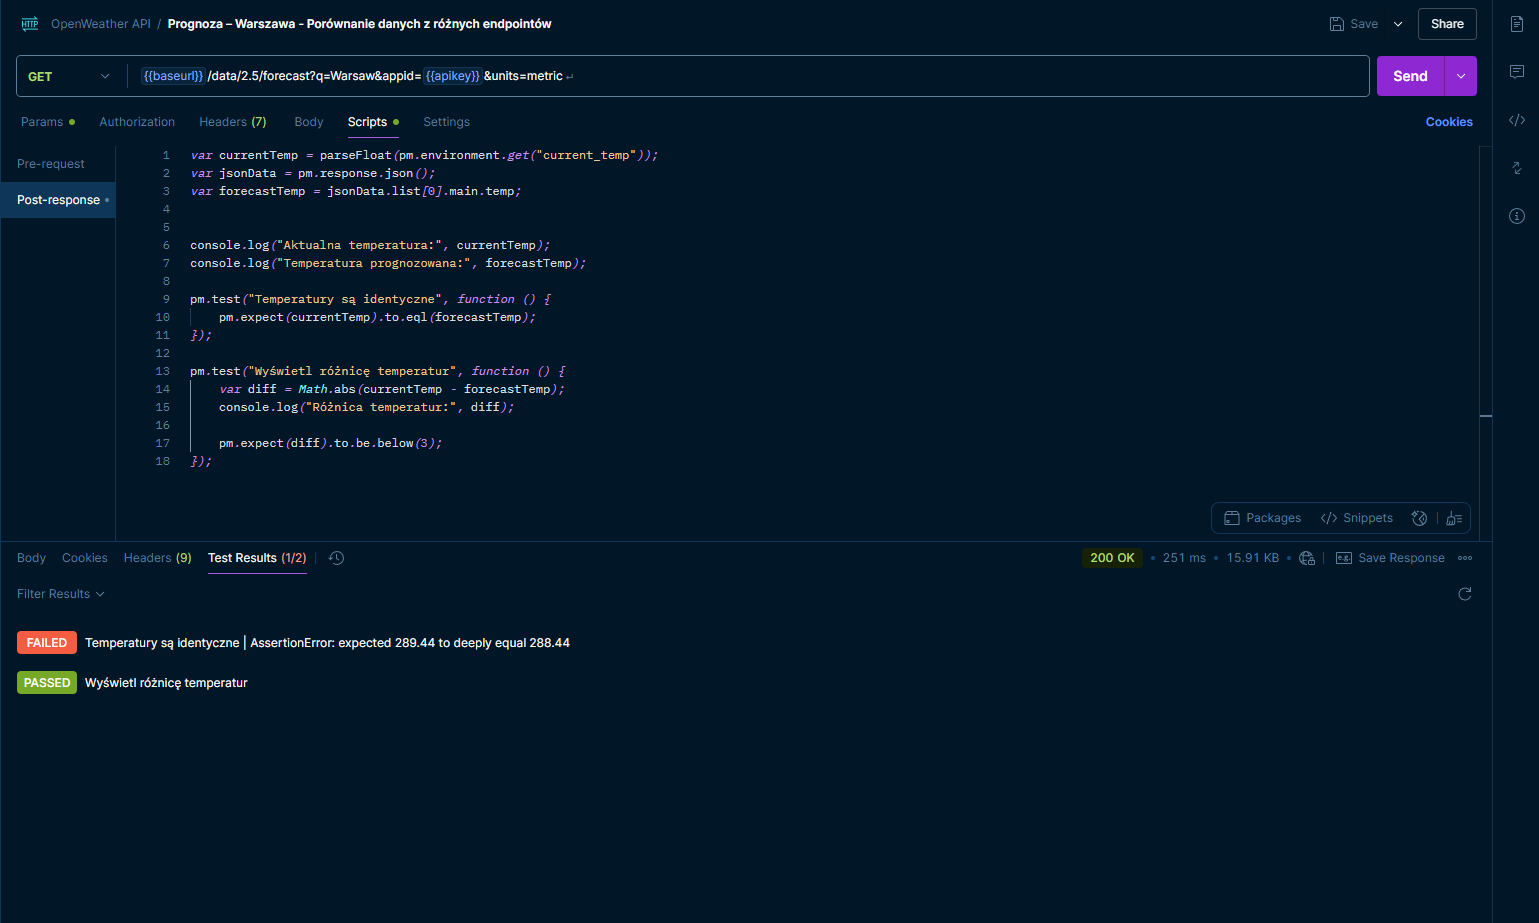 HTTP OpenWeather API / Prognoza – Warszawa - Porównanie danych z różnych endpointów Save Share
GET {{baseurl}} /data/2.5/forecast?q=Warsaw&appid= {{apikey}} &units=metric Send
Params Authorization Headers (7) Body Scripts Settings Cookies
Pre-request
Post-response
1 var currentTemp = parseFloat(pm.environment.get("current_temp"));
2 var jsonData = pm.response.json();
3 var forecastTemp = jsonData.list[0].main.temp;
4
5
6 console.log("Aktualna temperatura:", currentTemp);
7 console.log("Temperatura prognozowana:", forecastTemp);
8
9 pm.test("Temperatury są identyczne", function () {
10 pm.expect(currentTemp).to.eql(forecastTemp);
11 });
12
13 pm.test("Wyświetl różnicę temperatur", function () {
14 var diff = Math.abs(currentTemp - forecastTemp);
15 console.log("Różnica temperatur:", diff);
16
17 pm.expect(diff).to.be.below(3);
18 });
Packages </> Snippets
Body Cookies Headers (9) Test Results (1/2) 200 OK • 251 ms • 15.91 KB • e.g. Save Response
Filter Results
FAILED Temperatury są identyczne | AssertionError: expected 289.44 to deeply equal 288.44
PASSED Wyświetl różnicę temperatur